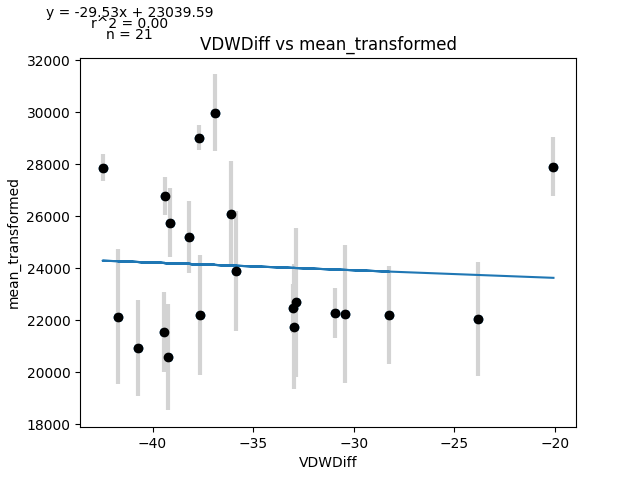 y = -29.53x + 23039.59
r^2 = 0.00
n = 21
VDWDiff vs mean_transformed
32000
30000
28000
26000
24000
22000
20000
18000
mean_transformed
−40
−35
−30
−25
−20
VDWDiff